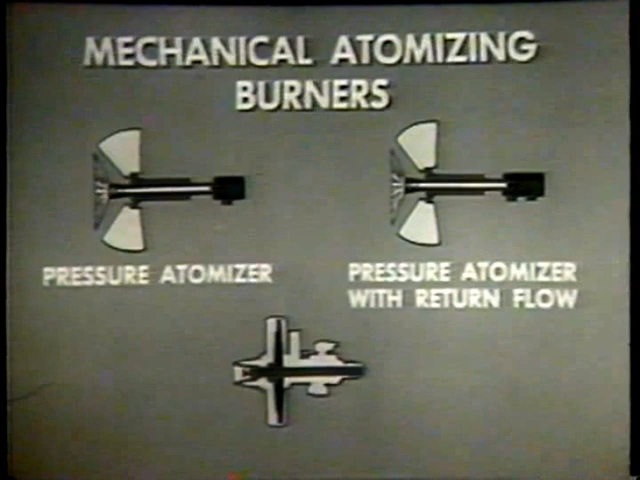 MECHANICAL ATOMIZING
BURNERS
PRESSURE ATOMIZER
PRESSURE ATOMIZER
WITH RETURN FLOW